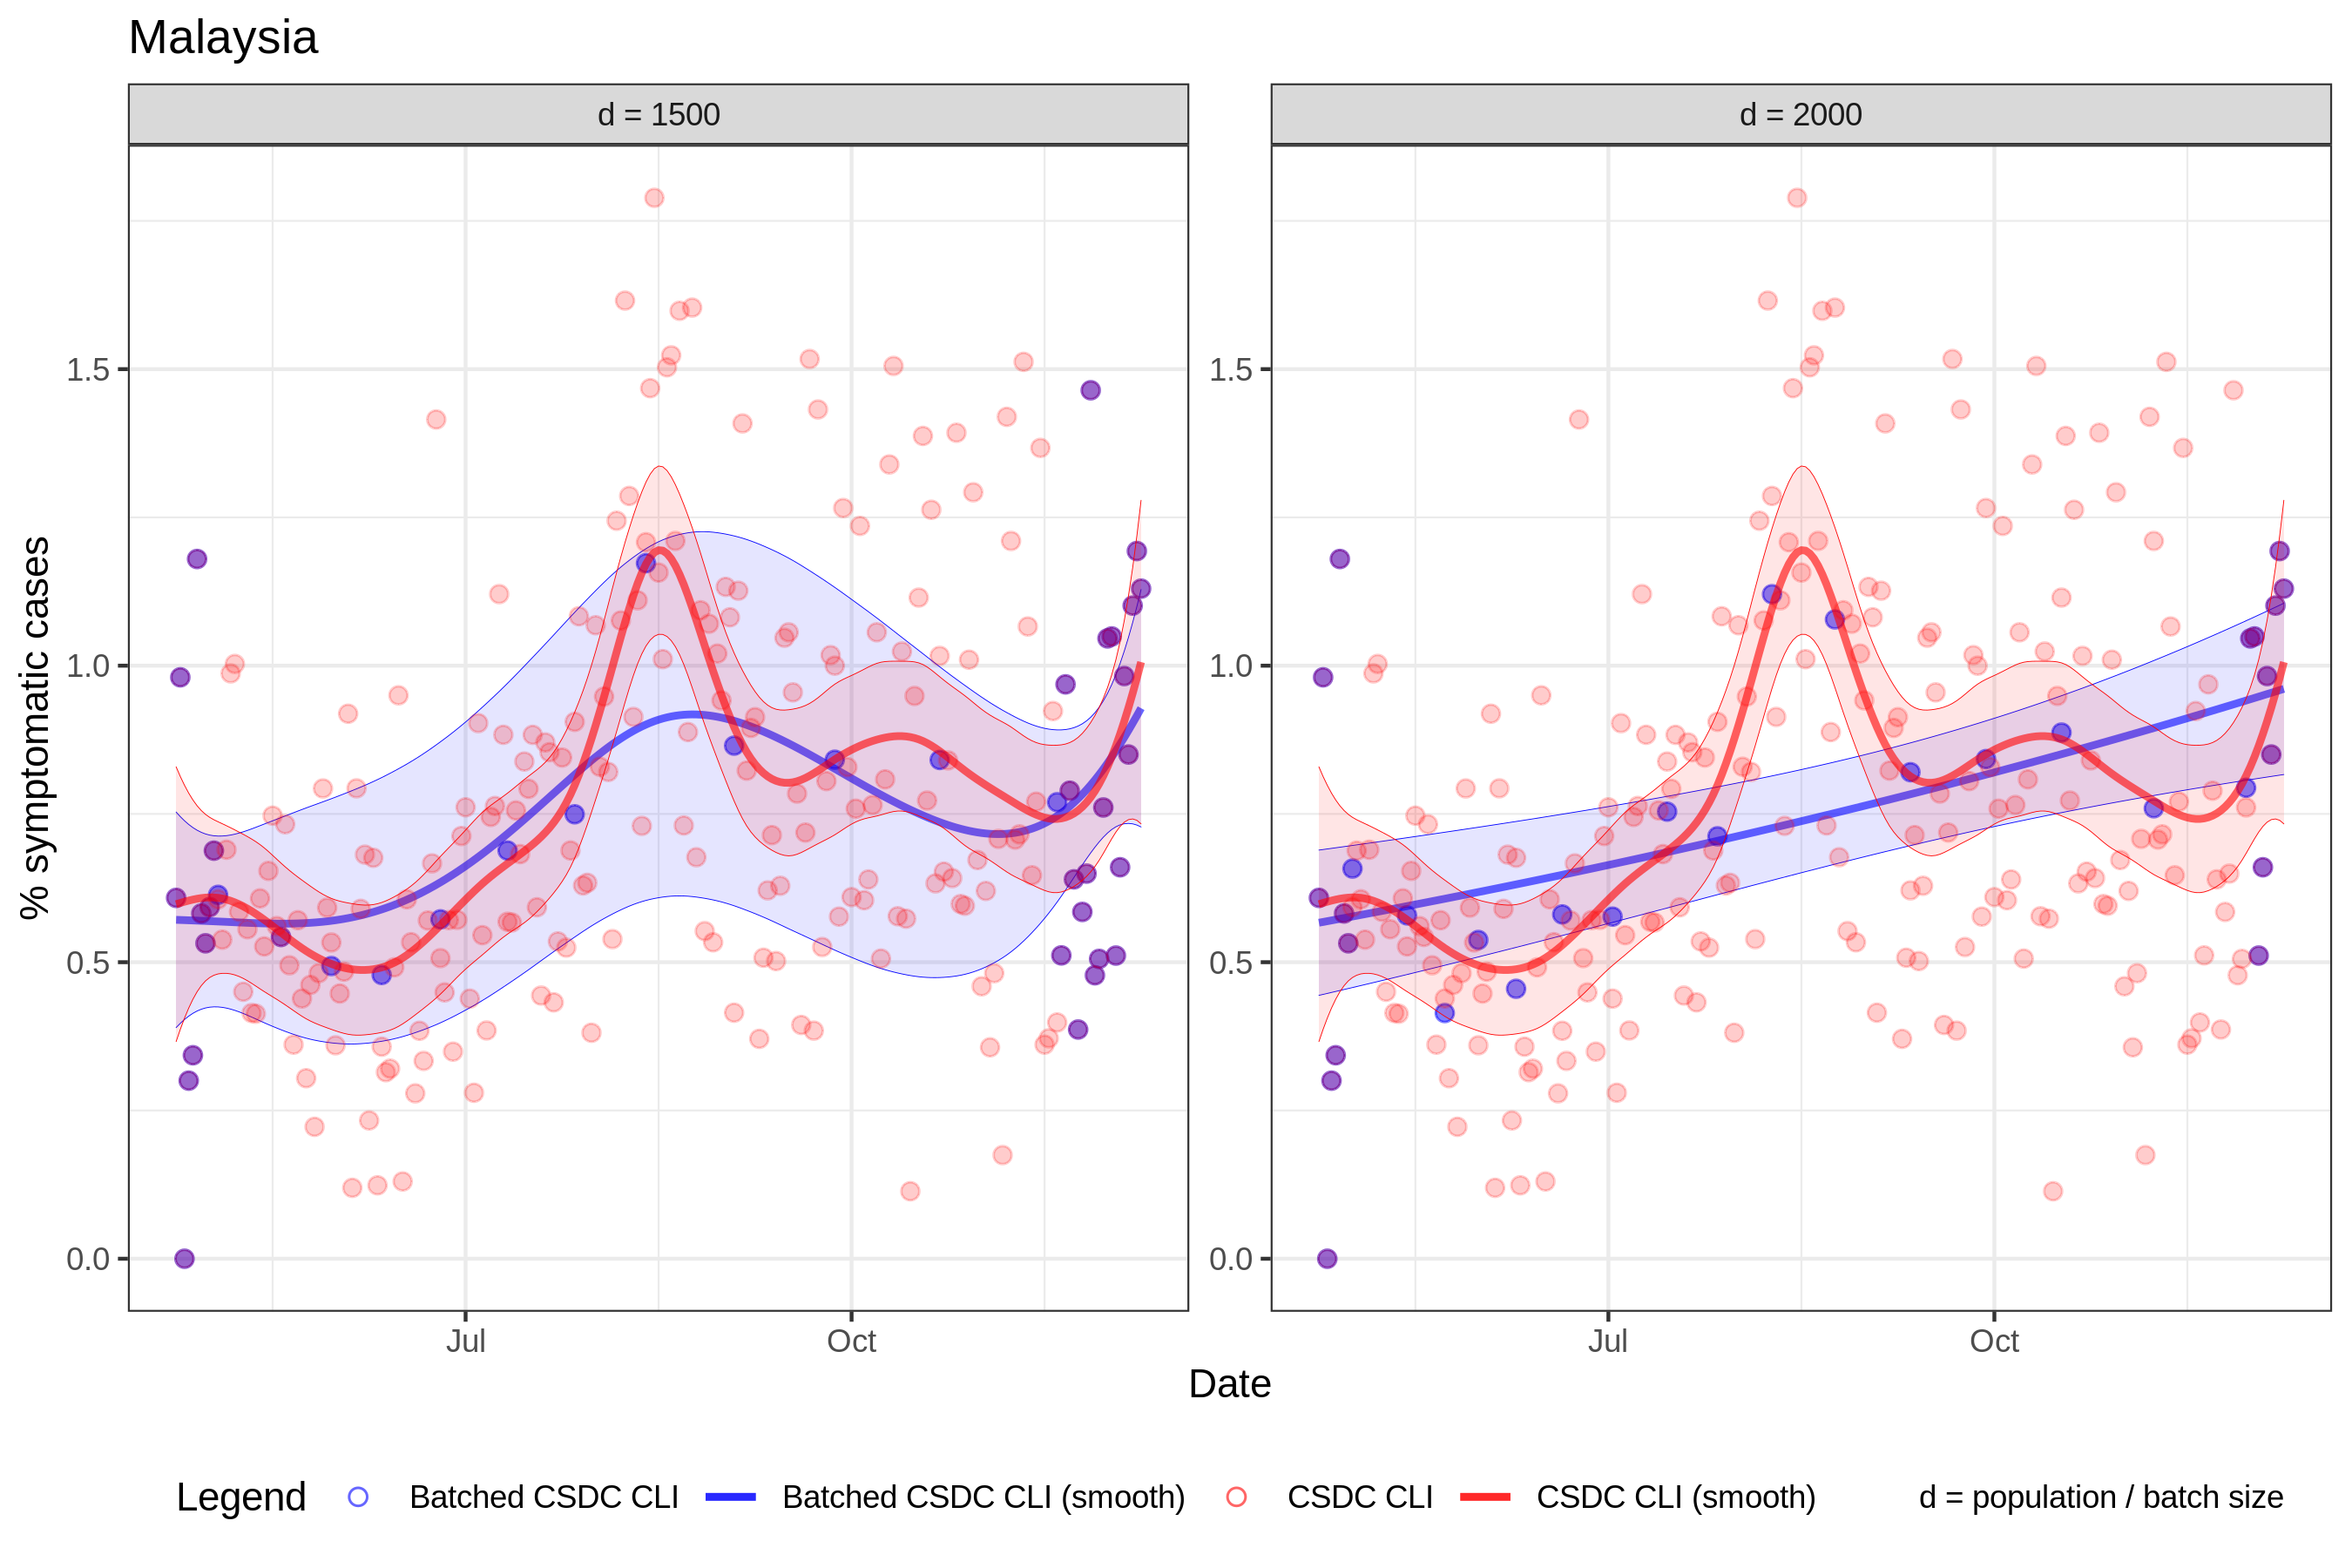 Malaysia
d = 1500
d = 2000
% symptomatic cases
1.5
1.0
0.5
0.0
1.5
1.0
0.5
0.0
Jul
Oct
Jul
Oct
Date
Legend
Batched CSDC CLI
Batched CSDC CLI (smooth)
CSDC CLI
CSDC CLI (smooth)
d = population / batch size